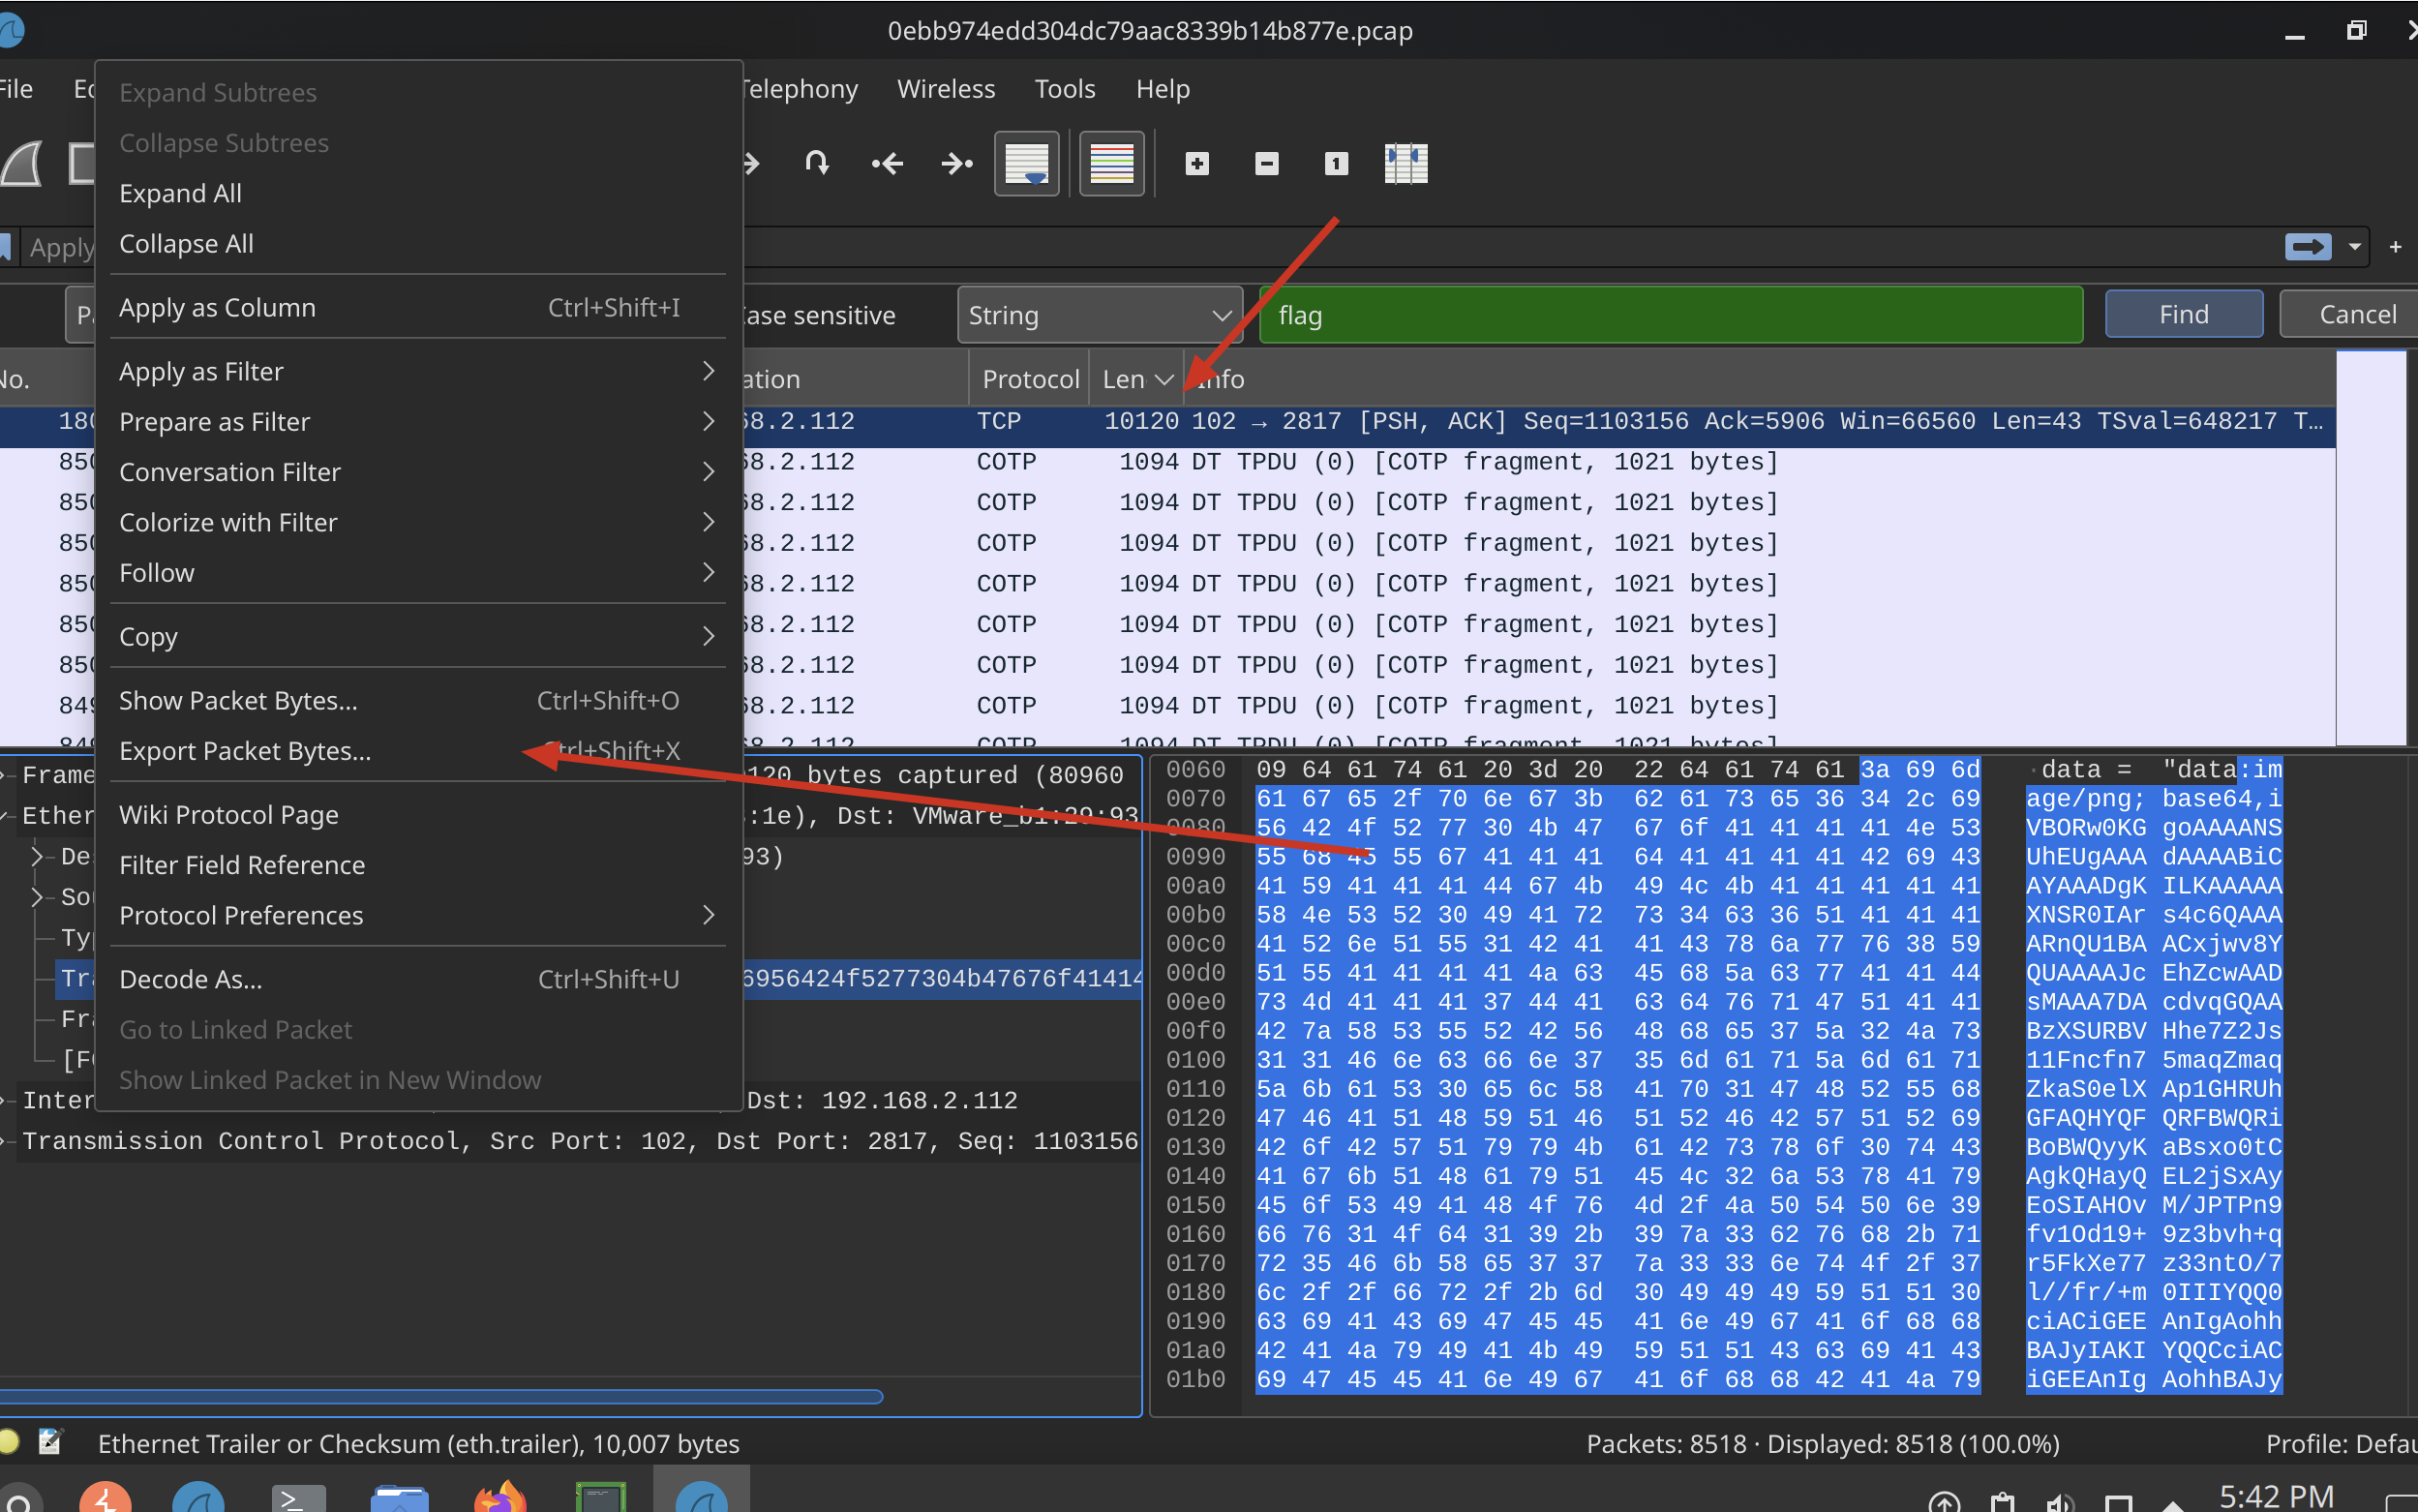 0ebb974edd304dc79aac8339b14b877e.pcap
File Ed Telephony Wireless Tools Help
Expand Subtrees
Collapse Subtrees
Expand All
Collapse All
Apply as Column Ctrl+Shift+I
Apply as Filter
Prepare as Filter
Conversation Filter
Colorize with Filter
Follow
Copy
Show Packet Bytes... Ctrl+Shift+O
Export Packet Bytes... Ctrl+Shift+X
Wiki Protocol Page
Filter Field Reference
Protocol Preferences
Decode As... Ctrl+Shift+U
Go to Linked Packet
Show Linked Packet in New Window
Apply
Pa Case sensitive String flag Find Cancel
No. ation Protocol Len Info
180 68.2.112 TCP 10120 102 → 2817 [PSH, ACK] Seq=1103156 Ack=5906 Win=66560 Len=43 TSval=648217 T…
850 68.2.112 COTP 1094 DT TPDU (0) [COTP fragment, 1021 bytes]
850 68.2.112 COTP 1094 DT TPDU (0) [COTP fragment, 1021 bytes]
850 68.2.112 COTP 1094 DT TPDU (0) [COTP fragment, 1021 bytes]
850 68.2.112 COTP 1094 DT TPDU (0) [COTP fragment, 1021 bytes]
850 68.2.112 COTP 1094 DT TPDU (0) [COTP fragment, 1021 bytes]
850 68.2.112 COTP 1094 DT TPDU (0) [COTP fragment, 1021 bytes]
849 68.2.112 COTP 1094 DT TPDU (0) [COTP fragment, 1021 bytes]
849 68.2.112 COTP 1094 DT TPDU (0) [COTP fragment, 1021 bytes]
Frame 120 bytes captured (80960
Ether :1e), Dst: VMware_b1:29:93
De 93)
Sou
Typ
Tra 6956424f5277304b47676f41414
Fra
[F
Inter Dst: 192.168.2.112
Transmission Control Protocol, Src Port: 102, Dst Port: 2817, Seq: 1103156
0060 09 64 61 74 61 20 3d 20 22 64 61 74 61 3a 69 6d ·data = "data:im
0070 61 67 65 2f 70 6e 67 3b 62 61 73 65 36 34 2c 69 age/png; base64,i
0080 56 42 4f 52 77 30 4b 47 67 6f 41 41 41 41 4e 53 VBORw0KG goAAAANS
0090 55 68 45 55 67 41 41 41 64 41 41 41 41 42 69 43 UhEUgAAA dAAAABiC
00a0 41 59 41 41 41 44 67 4b 49 4c 4b 41 41 41 41 41 AYAAADgK ILKAAAAA
00b0 58 4e 53 52 30 49 41 72 73 34 63 36 51 41 41 41 XNSR0IAr s4c6QAAA
00c0 41 52 6e 51 55 31 42 41 41 43 78 6a 77 76 38 59 ARnQU1BA ACxjwv8Y
00d0 51 55 41 41 41 41 4a 63 45 68 5a 63 77 41 41 44 QUAAAAJc EhZcwAAD
00e0 73 4d 41 41 41 37 44 41 63 64 76 71 47 51 41 41 sMAAA7DA cdvqGQAA
00f0 42 7a 58 53 55 52 42 56 48 68 65 37 5a 32 4a 73 BzXSURBV Hhe7Z2Js
0100 31 31 46 6e 63 66 6e 37 35 6d 61 71 5a 6d 61 71 11Fncfn7 5maqZmaq
0110 5a 6b 61 53 30 65 6c 58 41 70 31 47 48 52 55 68 ZkaS0elX Ap1GHRUh
0120 47 46 41 51 48 59 51 46 51 52 46 42 57 51 52 69 GFAQHYQF QRFBWQRi
0130 42 6f 42 57 51 79 79 4b 61 42 73 78 6f 30 74 43 BoBWQyyK aBsxo0tC
0140 41 67 6b 51 48 61 79 51 45 4c 32 6a 53 78 41 79 AgkQHayQ EL2jSxAy
0150 45 6f 53 49 41 48 4f 76 4d 2f 4a 50 54 50 6e 39 EoSIAHOv M/JPTPn9
0160 66 76 31 4f 64 31 39 2b 39 7a 33 62 76 68 2b 71 fv1Od19+ 9z3bvh+q
0170 72 35 46 6b 58 65 37 37 7a 33 33 6e 74 4f 2f 37 r5FkXe77 z33ntO/7
0180 6c 2f 2f 66 72 2f 2b 6d 30 49 49 49 59 51 51 30 l//fr/+m 0IIIYQQ0
0190 63 69 41 43 69 47 45 45 41 6e 49 67 41 6f 68 68 ciACiGEE AnIgAohh
01a0 42 41 4a 79 49 41 4b 49 59 51 51 43 63 69 41 43 BAJyIAKI YQQCciAC
01b0 69 47 45 45 41 6e 49 67 41 6f 68 68 42 41 4a 79 iGEEAnIg AohhBAJy
Ethernet Trailer or Checksum (eth.trailer), 10,007 bytes Packets: 8518 · Displayed: 8518 (100.0%) Profile: Defau
5:42 PM